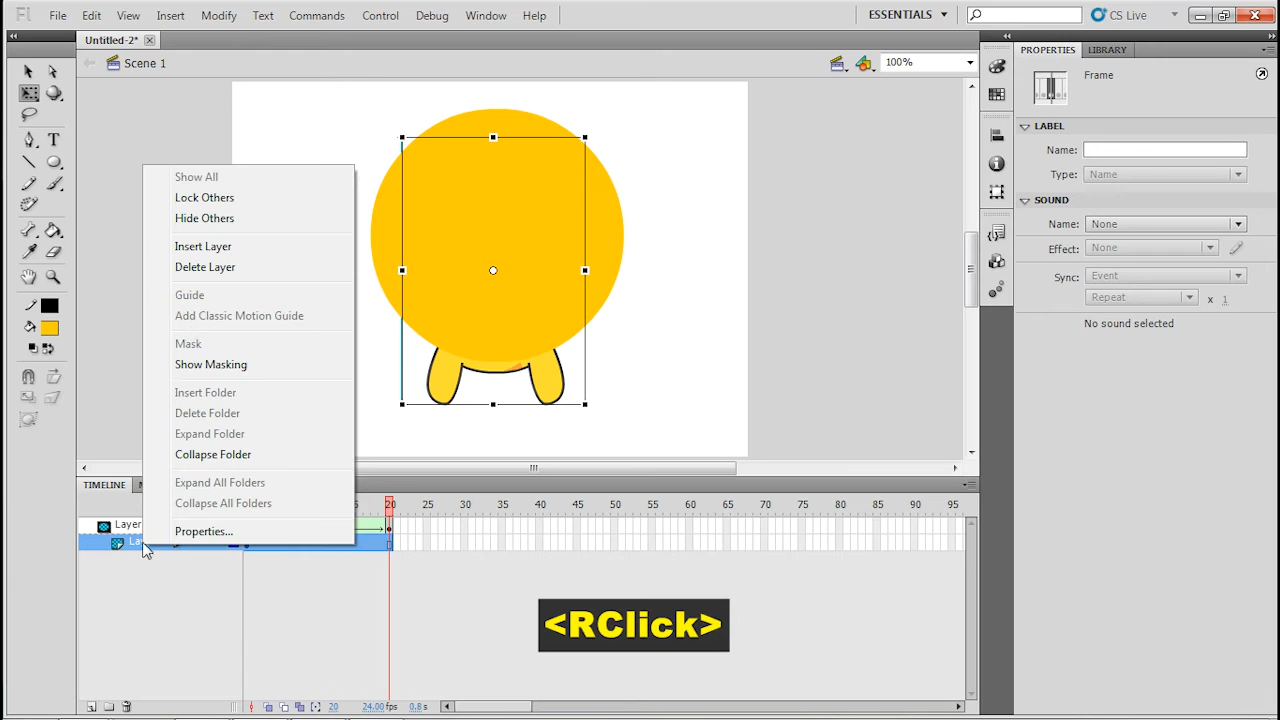 Fl File Edit View Insert Modify Text Commands Control Debug Window Help ESSENTIALS CS Live
Untitled-2*
Scene 1 100%
PROPERTIES LIBRARY
Frame
LABEL
Name:
Type: Name
SOUND
Name: None
Effect: None
Sync: Event
Repeat x 1
No sound selected
Show All
Lock Others
Hide Others
Insert Layer
Delete Layer
Guide
Add Classic Motion Guide
Mask
Show Masking
Insert Folder
Delete Folder
Expand Folder
Collapse Folder
Expand All Folders
Collapse All Folders
Properties...
TIMELINE
20 25 30 35 40 45 50 55 60 65 70 75 80 85 90 95
Layer
<RClick>
20 24.00fps 0.8s